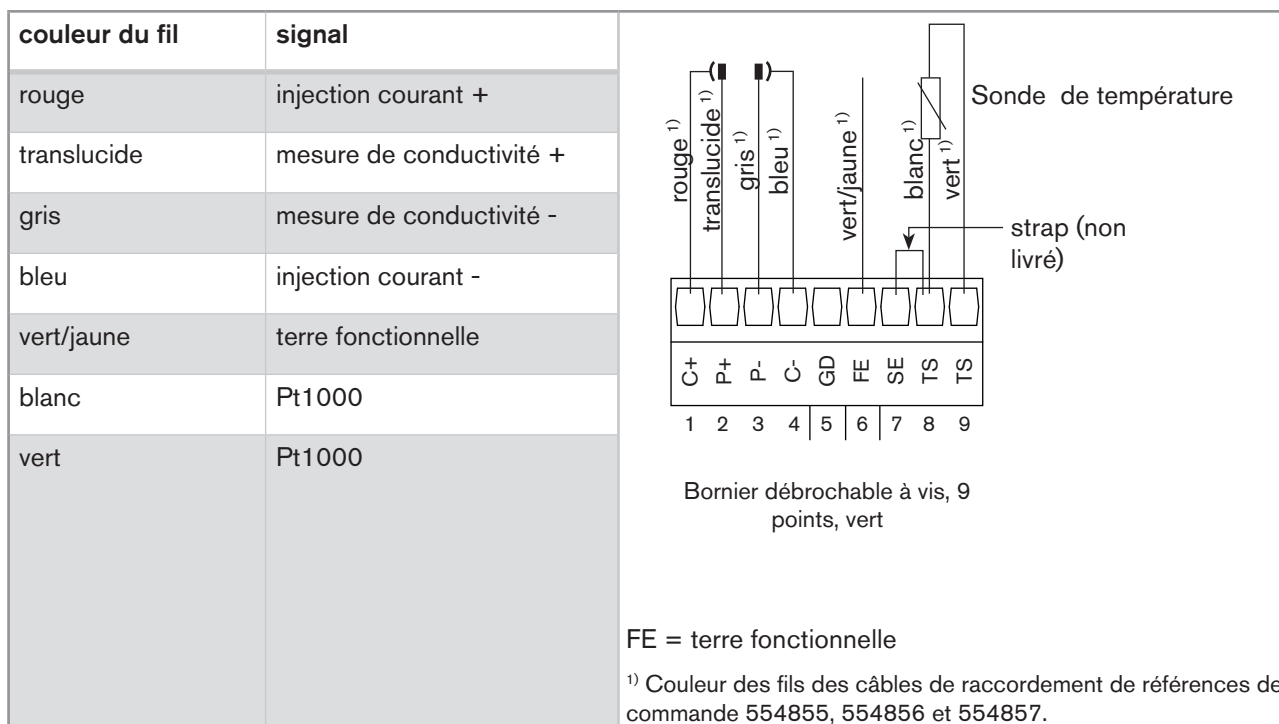 couleur du fil signal
rouge injection courant +
translucide mesure de conductivité +
gris mesure de conductivité -
bleu injection courant -
vert/jaune terre fonctionnelle
blanc Pt1000
vert Pt1000
rouge 1)
translucide 1)
gris 1)
bleu 1)
vert/jaune 1)
blanc 1)
vert 1)
Sonde de température
strap (non
livré)
C+ P+ P- C- GD FE SE TS TS
1 2 3 4 5 6 7 8 9
Bornier débrochable à vis, 9
points, vert
FE = terre fonctionnelle
1) Couleur des fils des câbles de raccordement de références de
commande 554855, 554856 et 554857.